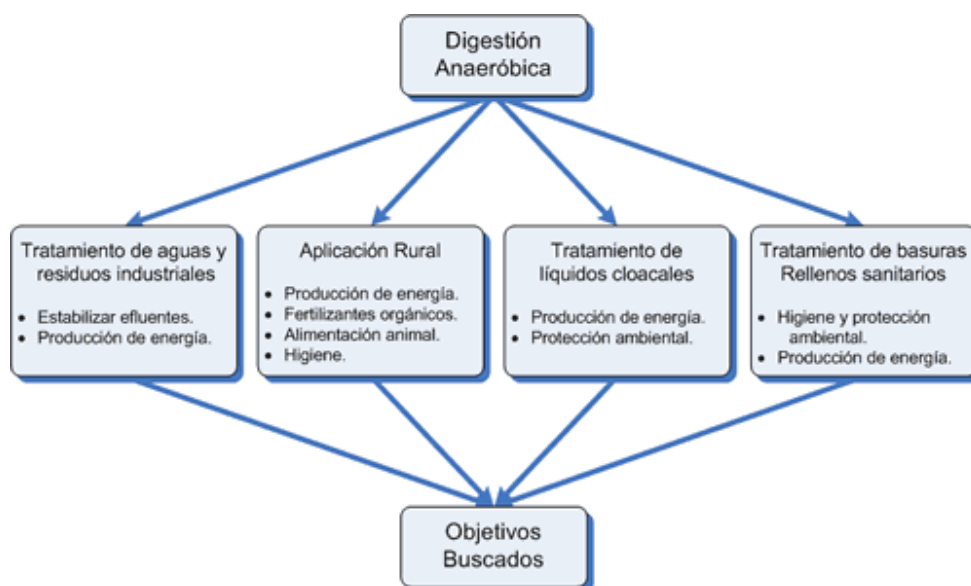 Digestión
Anaeróbica
Tratamiento de aguas y
residuos industriales
• Estabilizar efluentes.
• Producción de energía.
Aplicación Rural
• Producción de energía.
• Fertilizantes orgánicos.
• Alimentación animal.
• Higiene.
Tratamiento de
líquidos cloacales
• Producción de energía.
• Protección ambiental.
Tratamiento de basuras
Rellenos sanitarios
• Higiene y protección
ambiental.
• Producción de energía.
Objetivos
Buscados